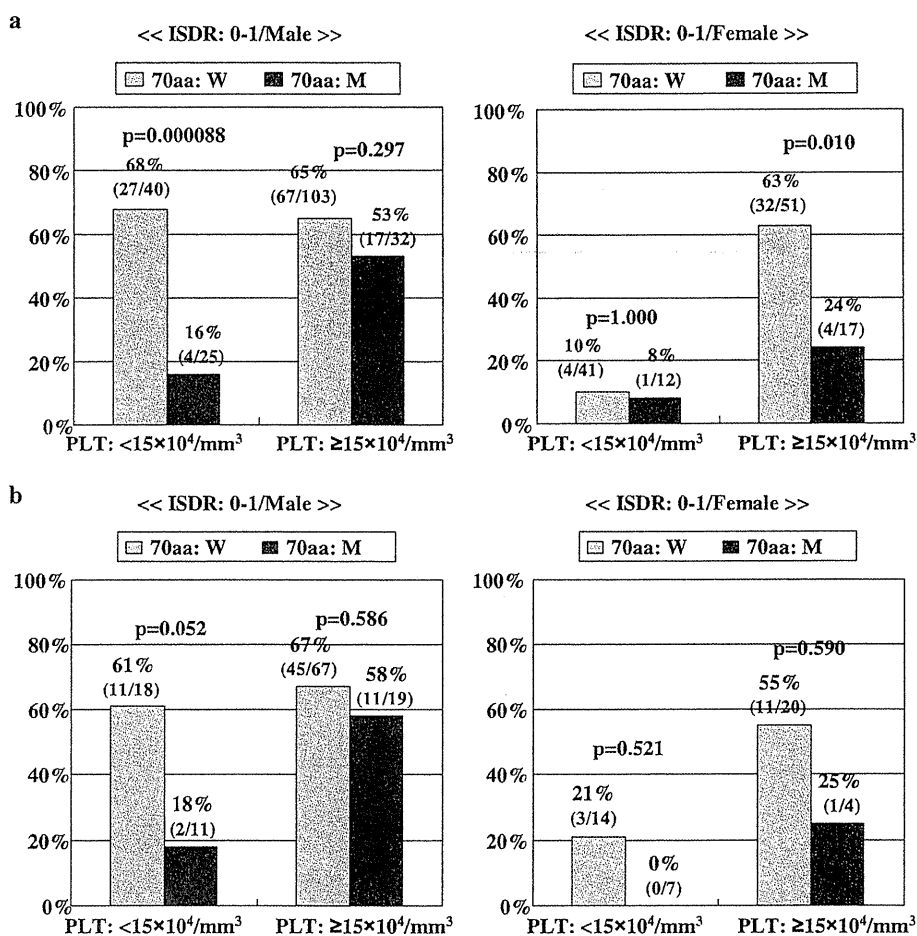 a
<< ISDR: 0-1/Male >>
70aa: W 70aa: M
100%
80%
60%
40%
20%
0%
p=0.000088
68%
(27/40)
16%
(4/25)
p=0.297
65%
(67/103)
53%
(17/32)
PLT: <15×10⁴/mm³ PLT: ≥15×10⁴/mm³
<< ISDR: 0-1/Female >>
70aa: W 70aa: M
100%
80%
60%
40%
20%
0%
p=1.000
10%
(4/41)
8%
(1/12)
p=0.010
63%
(32/51)
24%
(4/17)
PLT: <15×10⁴/mm³ PLT: ≥15×10⁴/mm³
b
<< ISDR: 0-1/Male >>
70aa: W 70aa: M
100%
80%
60%
40%
20%
0%
p=0.052
61%
(11/18)
18%
(2/11)
p=0.586
67%
(45/67)
58%
(11/19)
PLT: <15×10⁴/mm³ PLT: ≥15×10⁴/mm³
<< ISDR: 0-1/Female >>
70aa: W 70aa: M
100%
80%
60%
40%
20%
0%
p=0.521
21%
(3/14)
0%
(0/7)
p=0.590
55%
(11/20)
25%
(1/4)
PLT: <15×10⁴/mm³ PLT: ≥15×10⁴/mm³